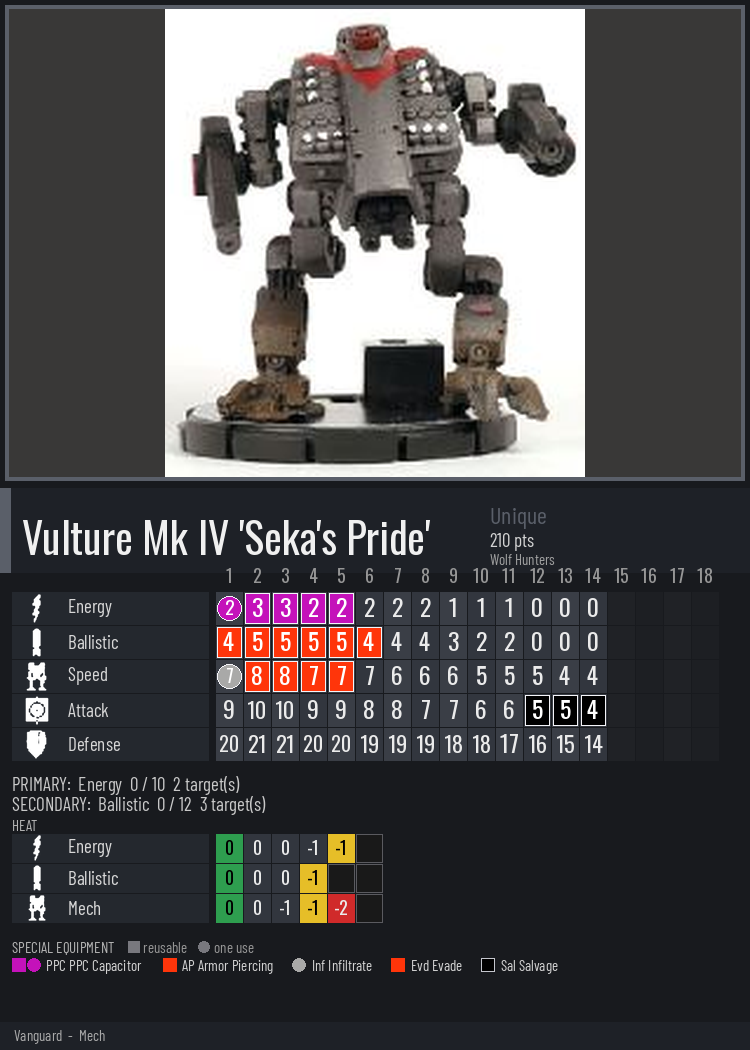 Vulture Mk IV 'Seka's Pride'
Unique
210 pts
Wolf Hunters
1 2 3 4 5 6 7 8 9 10 11 12 13 14 15 16 17 18
Energy 2 3 3 2 2 2 2 2 1 1 1 0 0 0
Ballistic 4 5 5 5 5 4 4 4 3 2 2 0 0 0
Speed 7 8 8 7 7 7 6 6 6 5 5 5 4 4
Attack 9 10 10 9 9 8 8 7 7 6 6 5 5 4
Defense 20 21 21 20 20 19 19 19 18 18 17 16 15 14
PRIMARY: Energy 0 / 10 2 target(s)
SECONDARY: Ballistic 0 / 12 3 target(s)
HEAT
Energy 0 0 0 -1 -1
Ballistic 0 0 0 -1
Mech 0 0 -1 -1 -2
SPECIAL EQUIPMENT reusable one use
PPC PPC Capacitor AP Armor Piercing Inf Infiltrate Evd Evade Sal Salvage
Vanguard - Mech